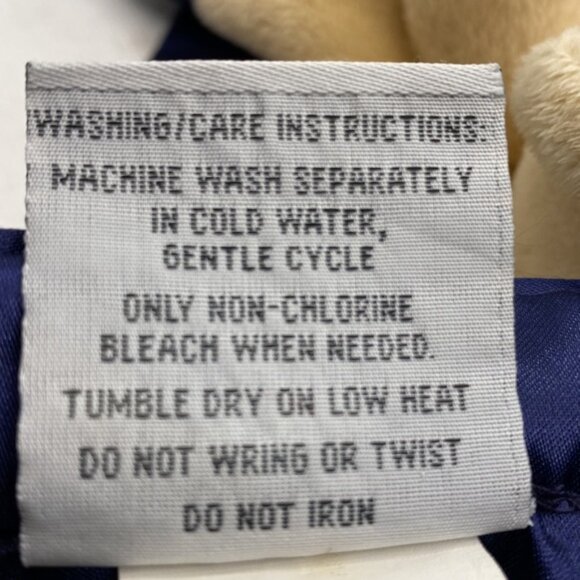 WASHING/CARE INSTRUCTIONS:
MACHINE WASH SEPARATELY
IN COLD WATER,
GENTLE CYCLE
ONLY NON-CHLORINE
BLEACH WHEN NEEDED.
TUMBLE DRY ON LOW HEAT
DO NOT WRING OR TWIST
DO NOT IRON